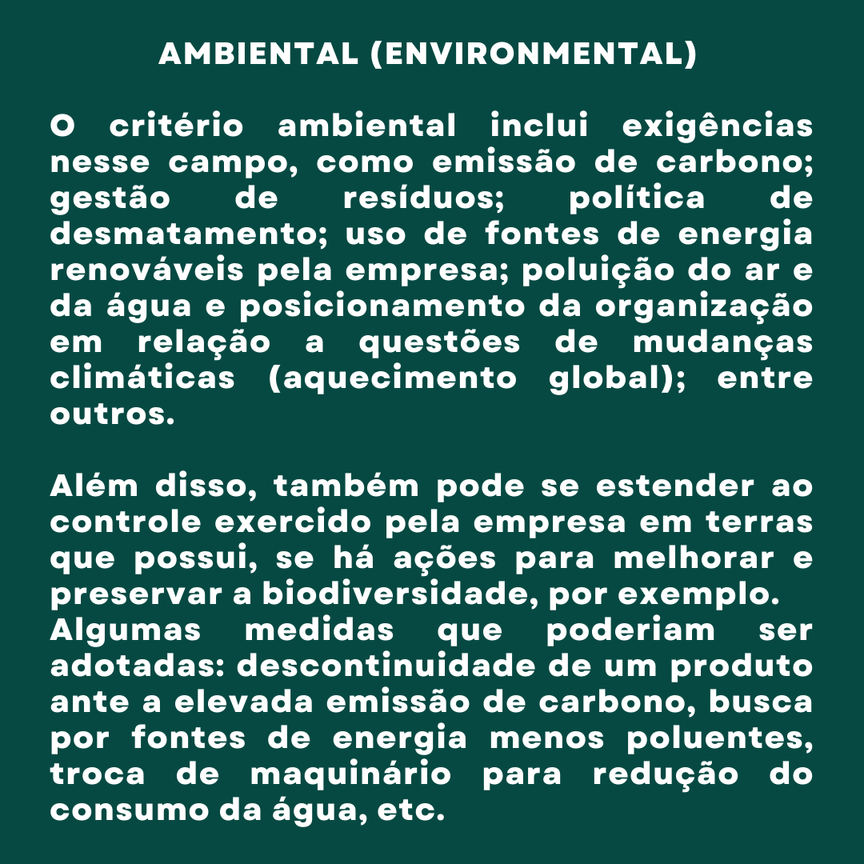 AMBIENTAL (ENVIRONMENTAL)
O critério ambiental inclui exigências
nesse campo, como emissão de carbono;
gestão de resíduos; política de
desmatamento; uso de fontes de energia
renováveis pela empresa; poluição do ar e
da água e posicionamento da organização
em relação a questões de mudanças
climáticas (aquecimento global); entre
outros.
Além disso, também pode se estender ao
controle exercido pela empresa em terras
que possui, se há ações para melhorar e
preservar a biodiversidade, por exemplo.
Algumas medidas que poderiam ser
adotadas: descontinuidade de um produto
ante a elevada emissão de carbono, busca
por fontes de energia menos poluentes,
troca de maquinário para redução do
consumo da água, etc.